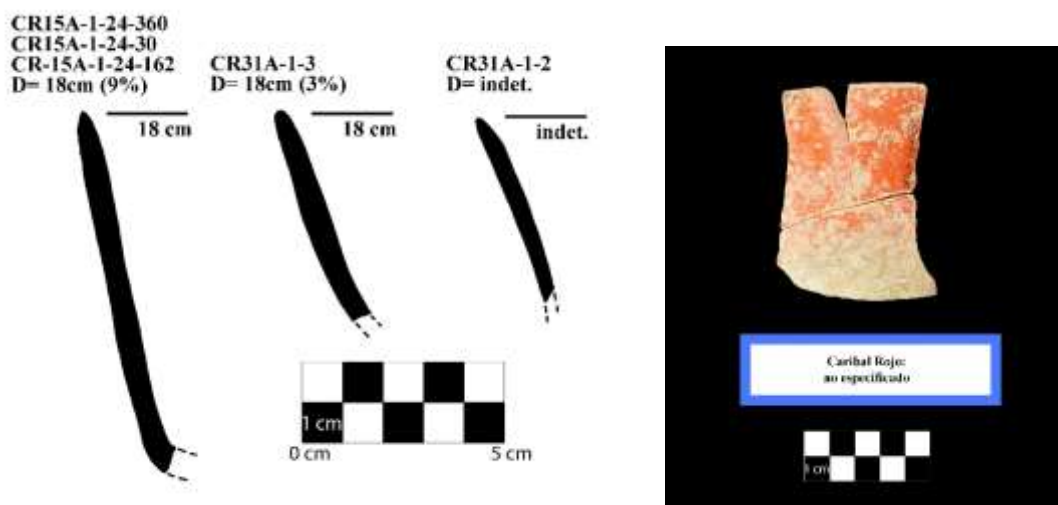 CR15A-1-24-360
CR15A-1-24-30
CR-15A-1-24-162
D= 18cm (9%)
18 cm
CR31A-1-3
D= 18cm (3%)
18 cm
CR31A-1-2
D= indet.
indet.
1 cm
0 cm 5 cm
Caribal Rojo:
no especificado
1 cm